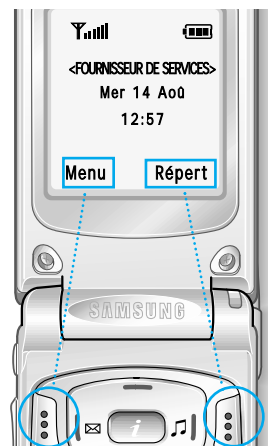 <FOURNISSEUR DE SERVICES>
Mer 14 Aoû
12:57
Menu Répert
SAMSUNG
i